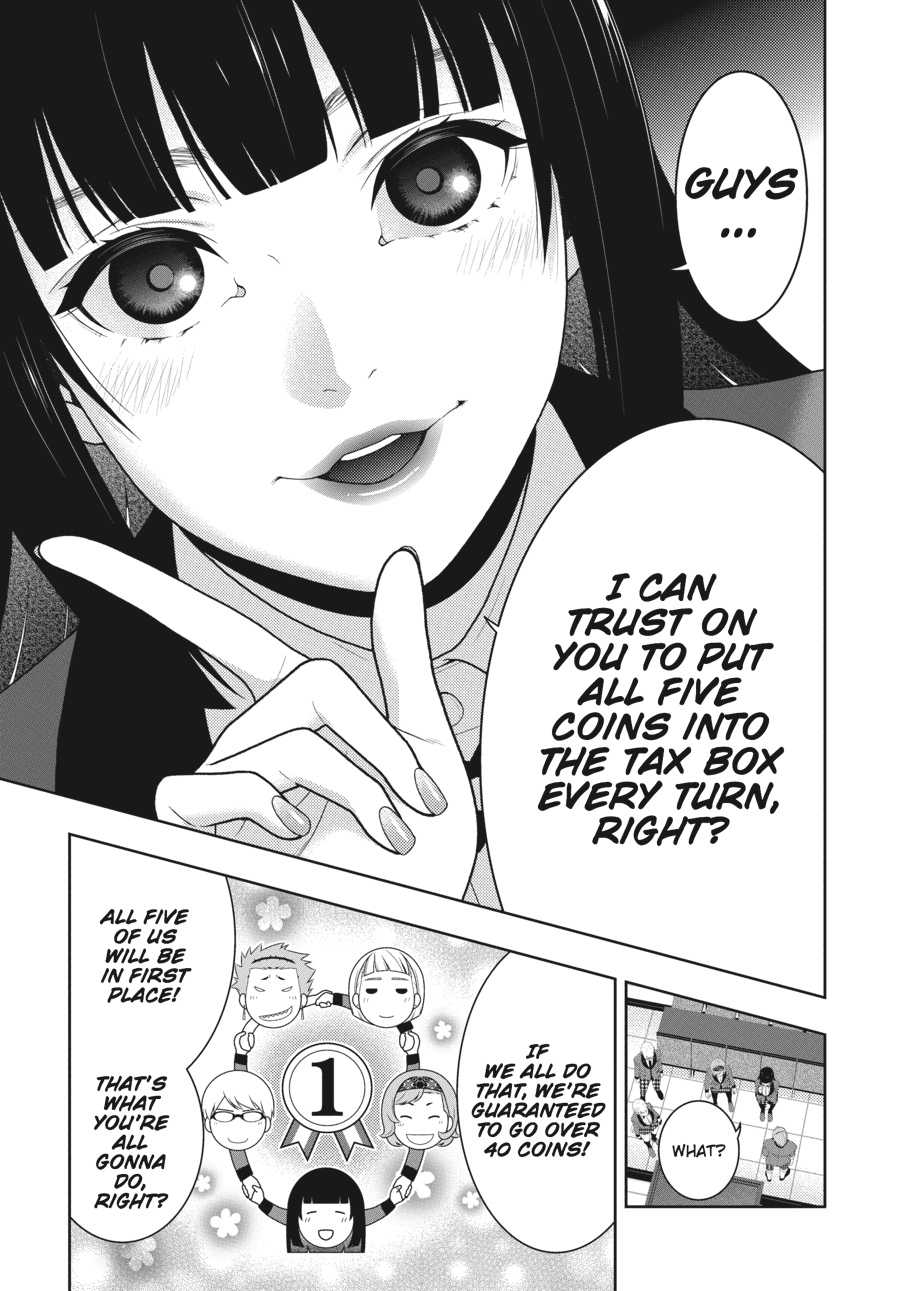 GUYS
...
I CAN
TRUST ON
YOU TO PUT
ALL FIVE
COINS INTO
THE TAX BOX
EVERY TURN,
RIGHT?
WHAT?
IF
WE ALL DO
THAT, WE'RE
GUARANTEED
TO GO OVER
40 COINS!
1
ALL FIVE
OF US
WILL BE
IN FIRST
PLACE!
THAT'S
WHAT
YOU'RE
ALL
GONNA
DO,
RIGHT?